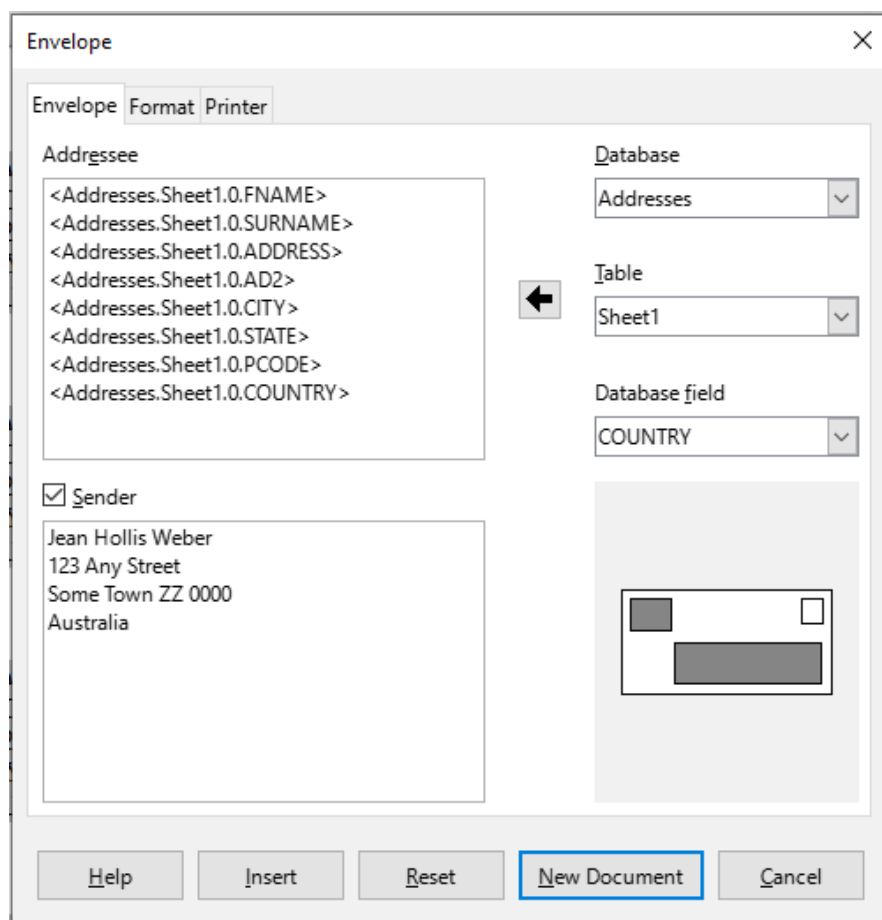 Envelope
Envelope Format Printer
Addressee
<Addresses.Sheet1.0.FNAME>
<Addresses.Sheet1.0.SURNAME>
<Addresses.Sheet1.0.ADDRESS>
<Addresses.Sheet1.0.AD2>
<Addresses.Sheet1.0.CITY>
<Addresses.Sheet1.0.STATE>
<Addresses.Sheet1.0.PCODE>
<Addresses.Sheet1.0.COUNTRY>
Database
Addresses
Table
Sheet1
Database field
COUNTRY
Sender
Jean Hollis Weber
123 Any Street
Some Town ZZ 0000
Australia
Help Insert Reset New Document Cancel